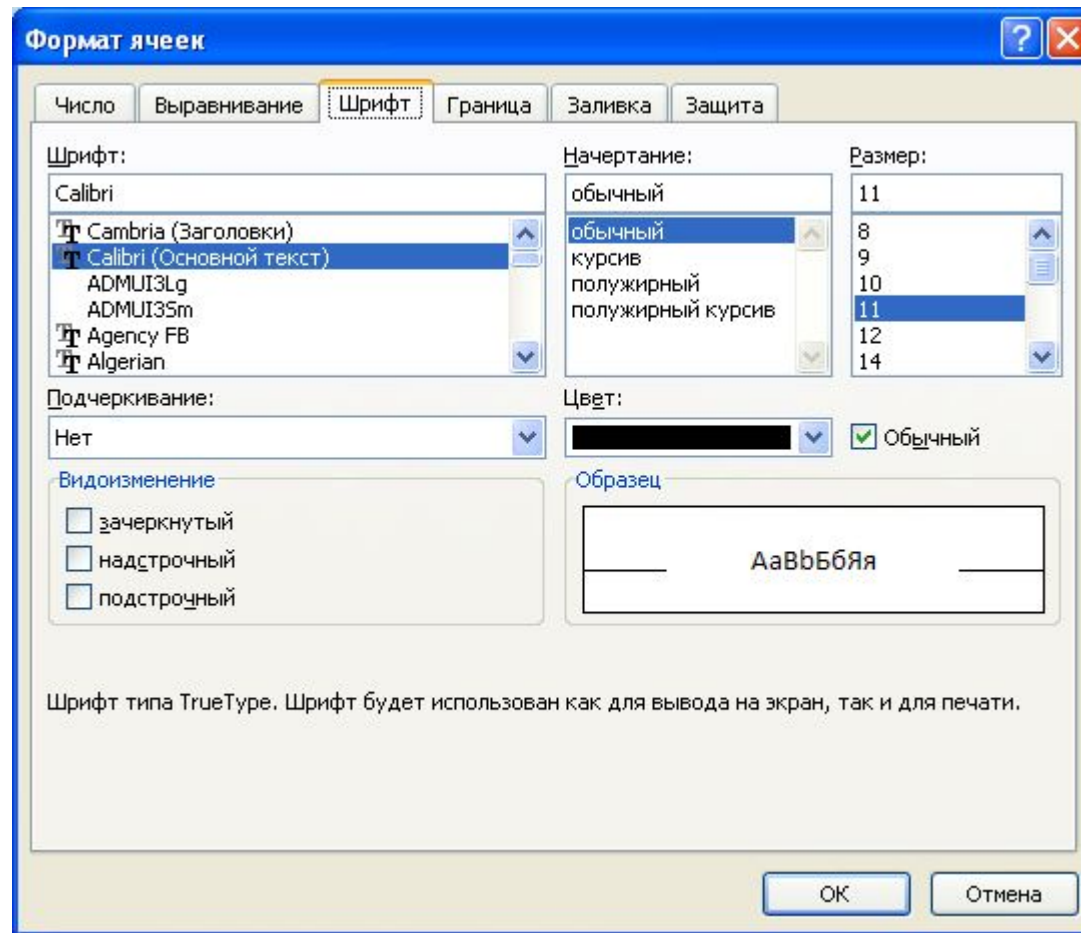 Формат ячеек
Число Выравнивание Шрифт Граница Заливка Защита
Шрифт: Начертание: Размер:
Calibri обычный 11
Cambria (Заголовки) обычный 8
Calibri (Основной текст) курсив 9
ADMUI3Lg полужирный 10
ADMUI3Sm полужирный курсив 11
Agency FB 12
Algerian 14
Подчеркивание: Цвет:
Нет Обычный
Видоизменение Образец
зачеркнутый
надстрочный AaBbБбЯя
подстрочный
Шрифт типа TrueType. Шрифт будет использован как для вывода на экран, так и для печати.
ОК Отмена